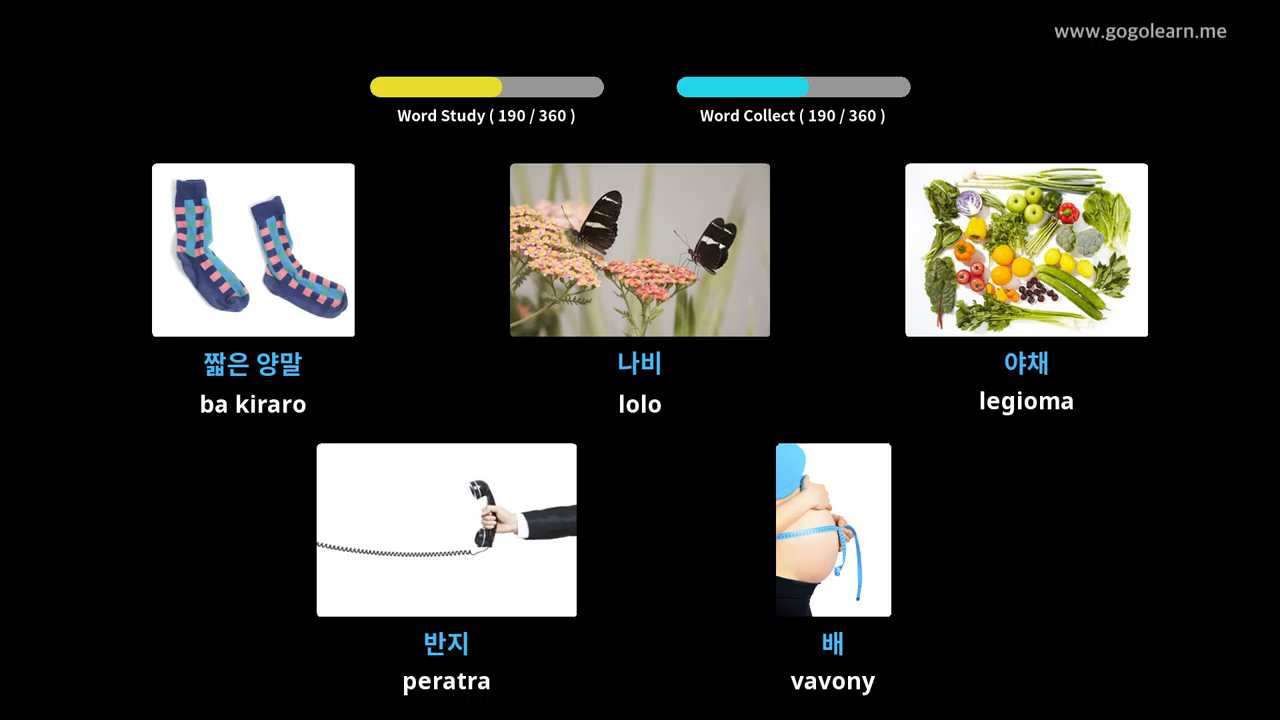 www.gogolearn.me
Word Study ( 190 / 360 )
Word Collect ( 190 / 360 )
짧은 양말
나비
야채
ba kiraro
lolo
legioma
반지
배
peratra
vavony